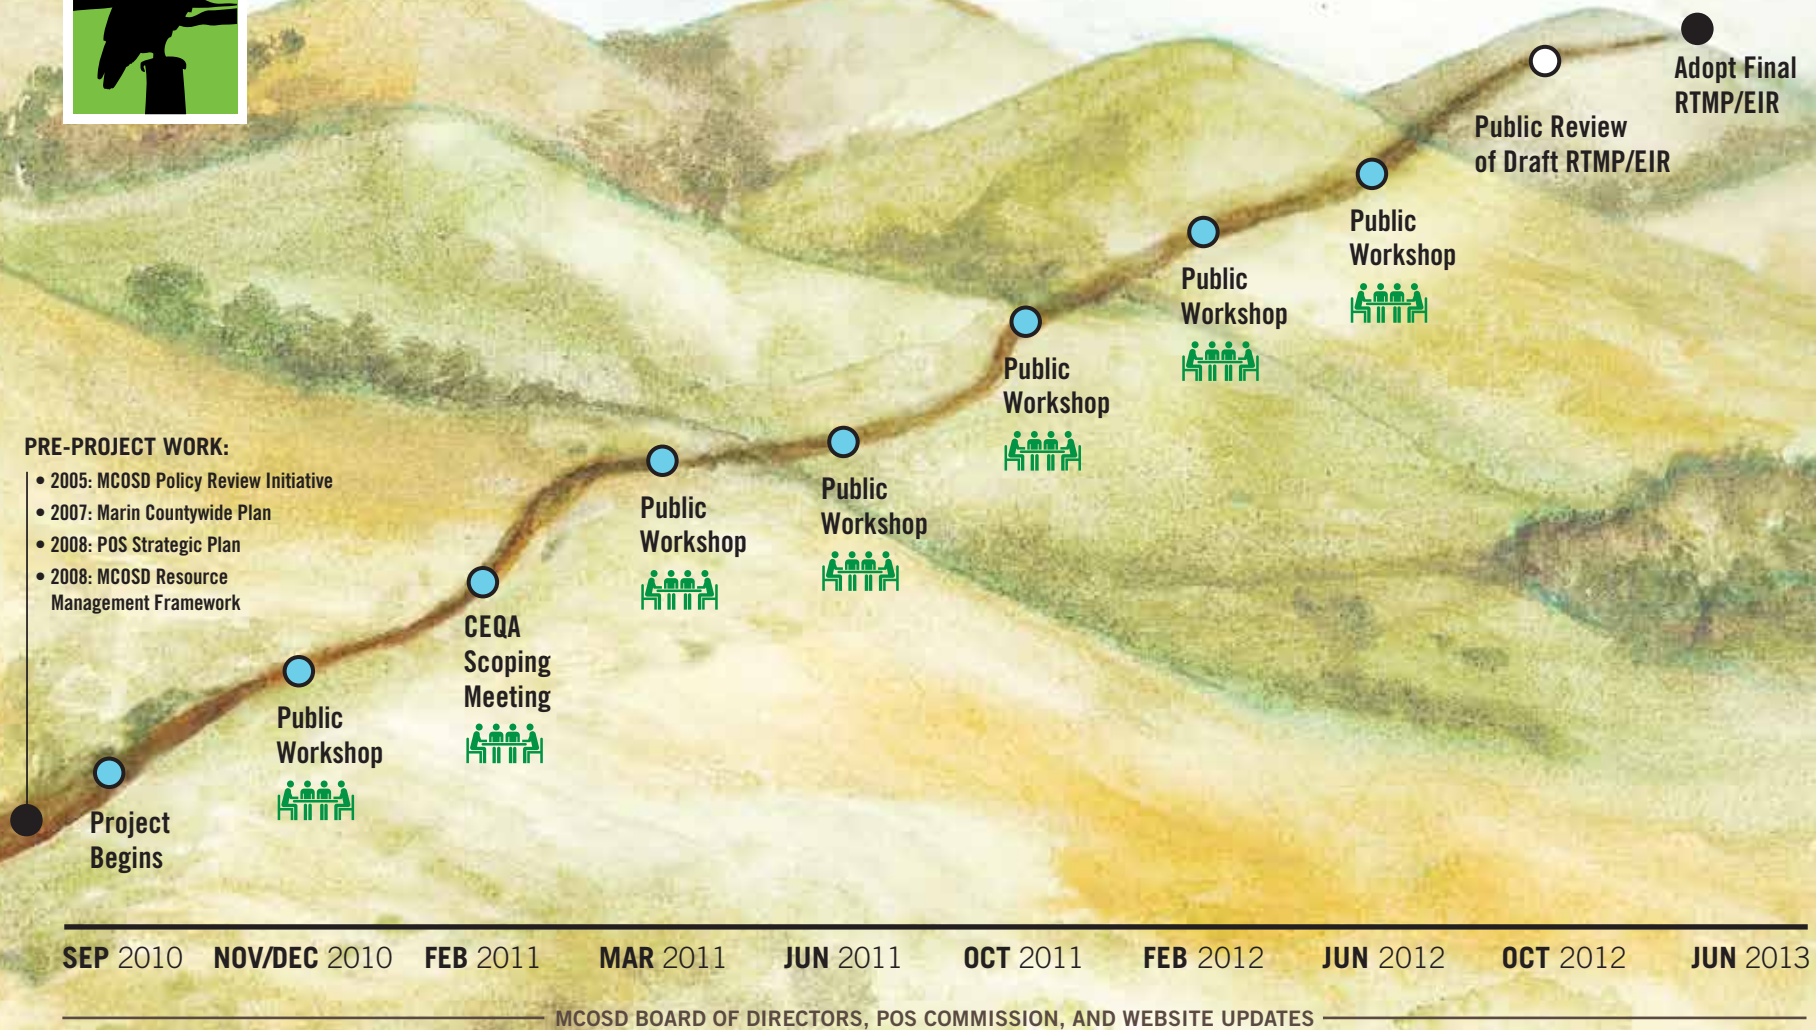 Adopt Final
RTMP/EIR
Public Review
of Draft RTMP/EIR
Public
Workshop
Public
Workshop
Public
Workshop
Public
Workshop
Public
Workshop
CEQA
Scoping
Meeting
Public
Workshop
Project
Begins
PRE-PROJECT WORK:
• 2005: MCOSD Policy Review Initiative
• 2007: Marin Countywide Plan
• 2008: POS Strategic Plan
• 2008: MCOSD Resource
Management Framework
SEP 2010 NOV/DEC 2010 FEB 2011 MAR 2011 JUN 2011 OCT 2011 FEB 2012 JUN 2012 OCT 2012 JUN 2013
MCOSD BOARD OF DIRECTORS, POS COMMISSION, AND WEBSITE UPDATES